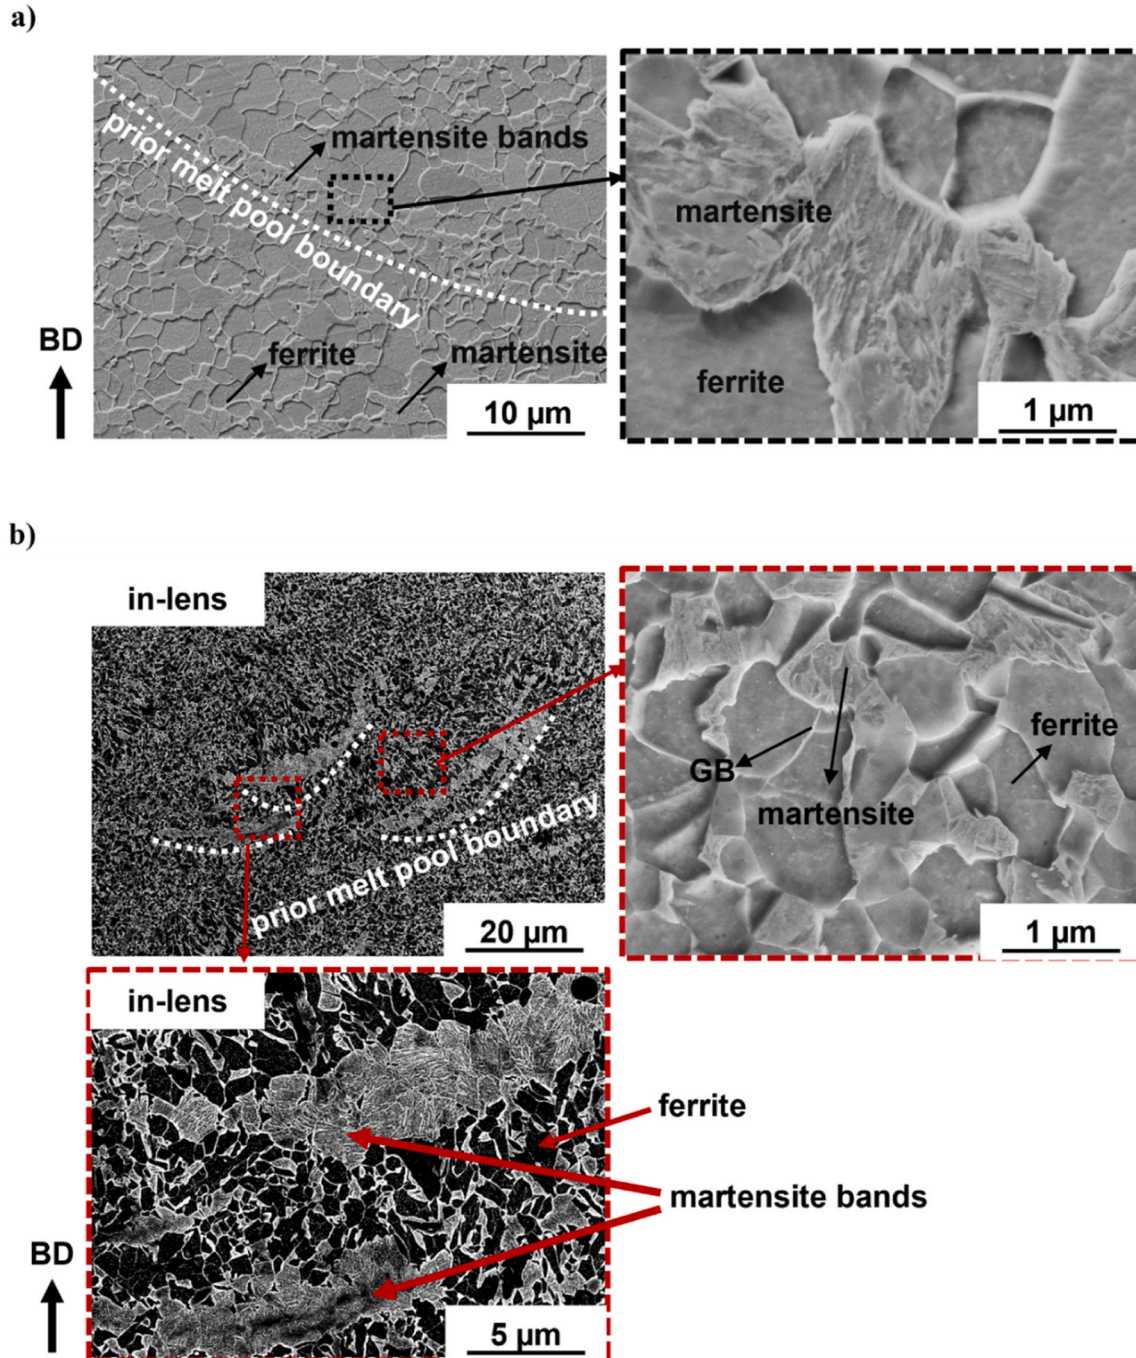 a)
martensite bands
prior melt pool boundary
martensite
ferrite
BD
ferrite
martensite
10 µm
1 µm
b)
in-lens
ferrite
GB
martensite
prior melt pool boundary
20 µm
1 µm
in-lens
ferrite
martensite bands
BD
5 µm